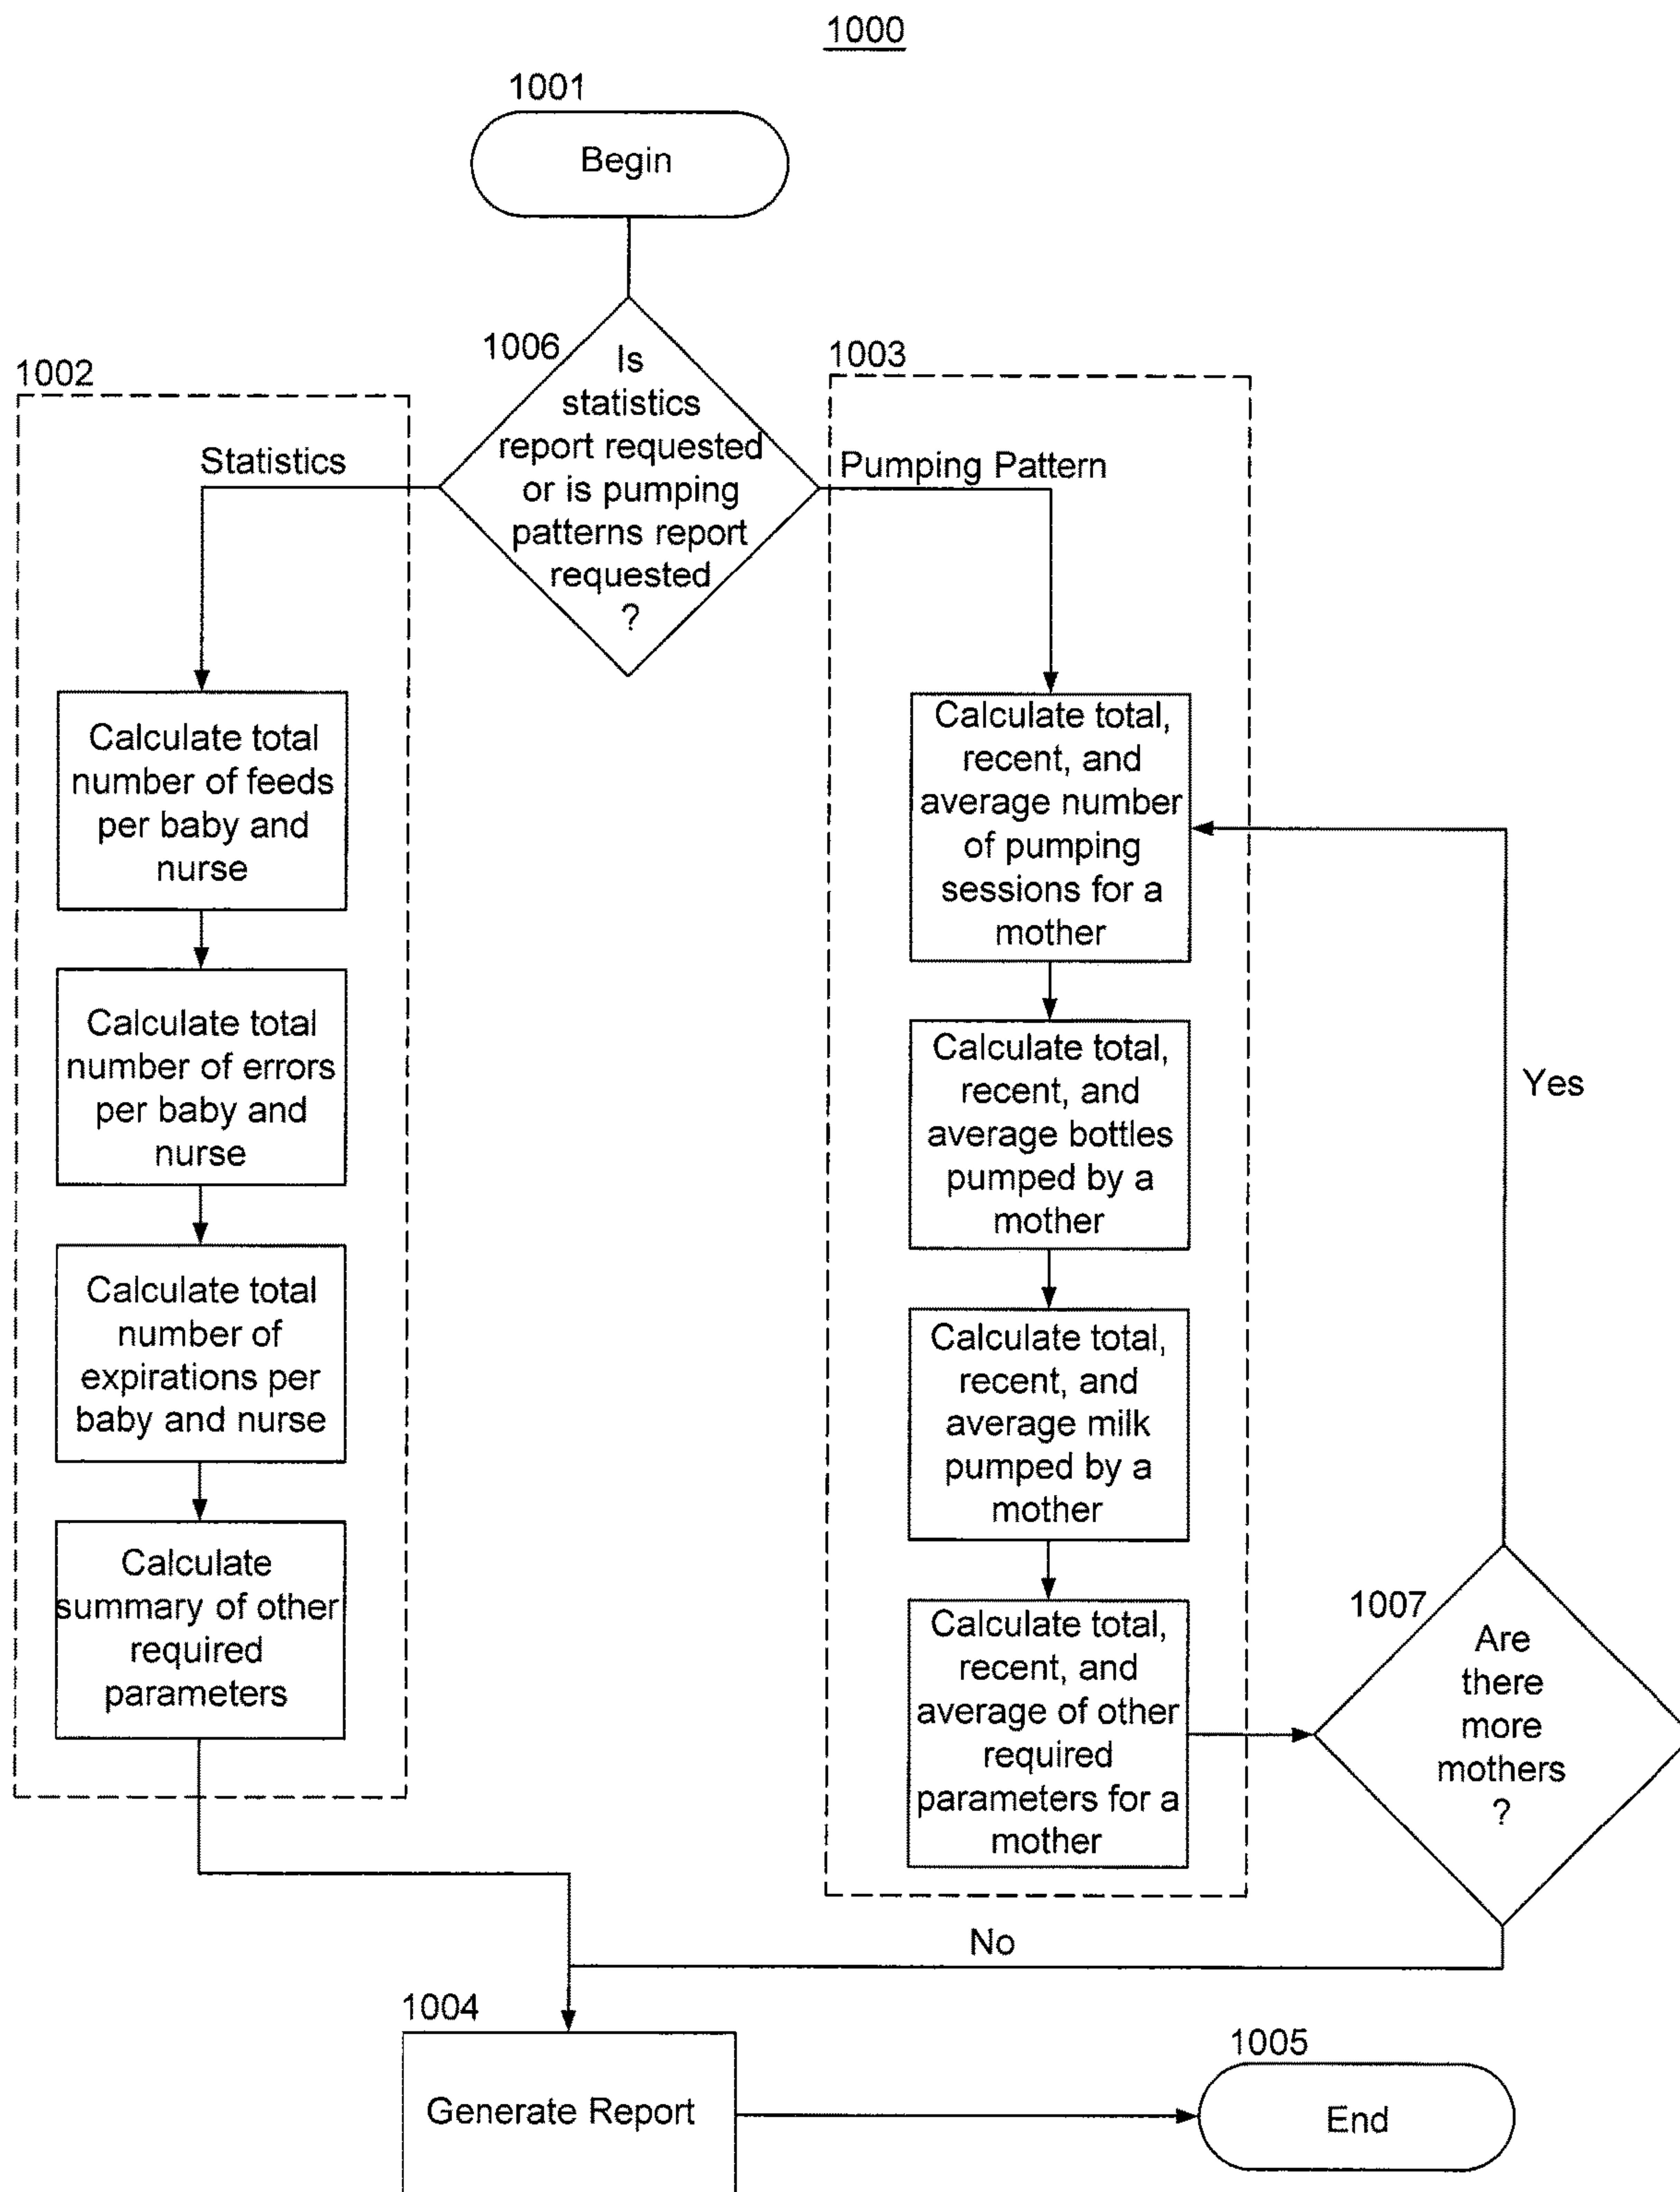 1000
1001
Begin
1006
Is
statistics
report requested
or is pumping
patterns report
requested
?
1002
Statistics
Calculate total
number of feeds
per baby and
nurse
Calculate total
number of errors
per baby and
nurse
Calculate total
number of
expirations per
baby and nurse
Calculate
summary of other
required
parameters
1003
Pumping Pattern
Calculate total,
recent, and
average number
of pumping
sessions for a
mother
Calculate total,
recent, and
average bottles
pumped by a
mother
Calculate total,
recent, and
average milk
pumped by a
mother
Calculate total,
recent, and
average of other
required
parameters for a
mother
Yes
1007
Are
there
more
mothers
?
No
1004
Generate Report
1005
End